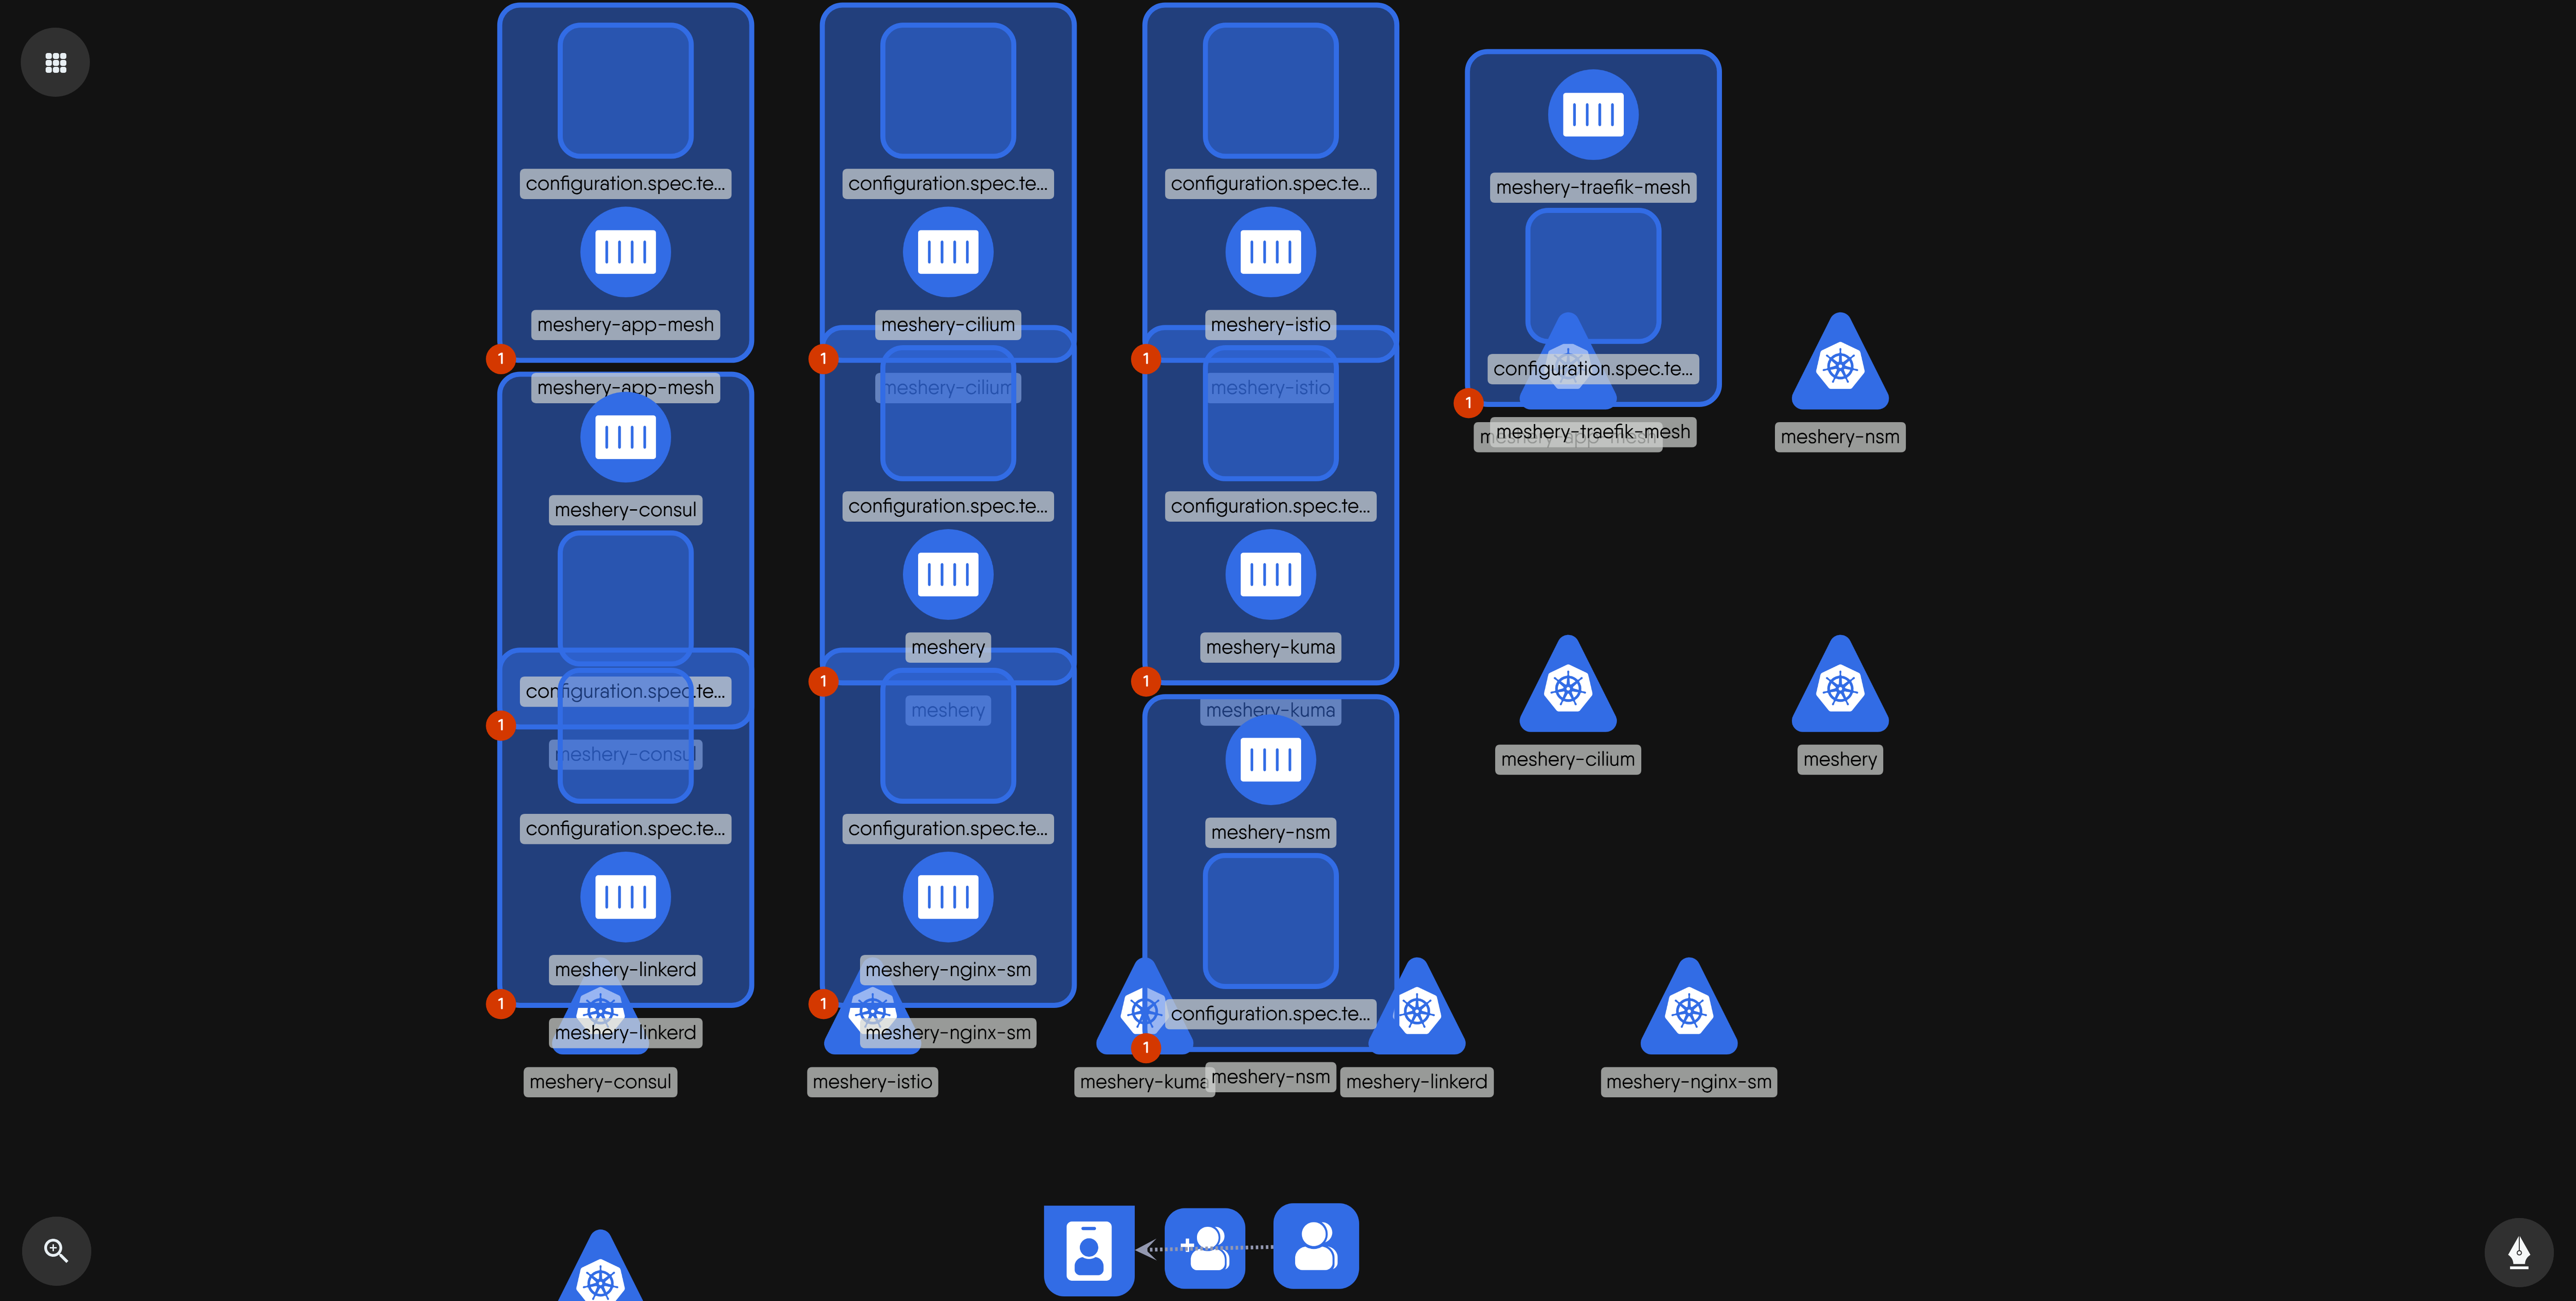 configuration.spec.te...
meshery-app-mesh
1
meshery-app-mesh
meshery-consul
configuration.spec.te...
1
meshery-consul
configuration.spec.te...
meshery-linkerd
1
meshery-linkerd
meshery-consul
configuration.spec.te...
meshery-cilium
1
meshery-cilium
configuration.spec.te...
meshery
1
meshery
configuration.spec.te...
meshery-nginx-sm
1
meshery-nginx-sm
meshery-istio
configuration.spec.te...
meshery-istio
1
meshery-istio
configuration.spec.te...
meshery-kuma
1
meshery-kuma
meshery-nsm
configuration.spec.te...
1
meshery-kuma
meshery-nsm
meshery-linkerd
meshery-traefik-mesh
configuration.spec.te...
1
meshery-app-mesh
meshery-traefik-mesh
meshery-nsm
meshery-cilium
meshery
meshery-nginx-sm